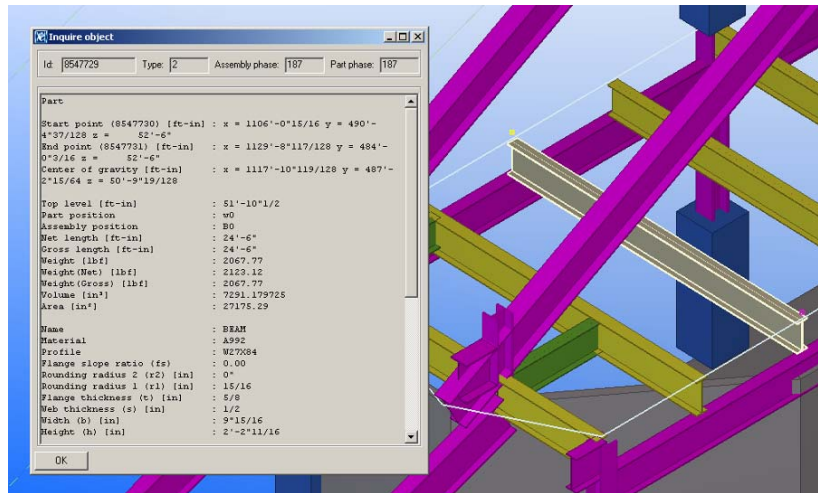 Inquire object
Id: 8547729 Type: 2 Assembly phase: 187 Part phase: 187
Part
Start point (8547730) [ft-in] : x = 1106'-0"15/16 y = 490'-
4"37/128 z = 52'-6"
End point (8547731) [ft-in] : x = 1129'-8"117/128 y = 484'-
0"3/16 z = 52'-6"
Center of gravity [ft-in] : x = 1117'-10"119/128 y = 487'-
2"15/64 z = 50'-9"19/128
Top level [ft-in] : 51'-10"1/2
Part position : w0
Assembly position : B0
Net length [ft-in] : 24'-6"
Gross length [ft-in] : 24'-6"
Weight [lbf] : 2067.77
Weight(Net) [lbf] : 2123.12
Weight(Gross) [lbf] : 2067.77
Volume [in³] : 7291.179725
Area [in²] : 27175.29
Name : BEAM
Material : A992
Profile : W27X84
Flange slope ratio (fs) : 0.00
Rounding radius 2 (r2) [in] : 0"
Rounding radius 1 (r1) [in] : 15/16
Flange thickness (t) [in] : 5/8
Web thickness (s) [in] : 1/2
Width (b) [in] : 9"15/16
Height (h) [in] : 2'-2"11/16
OK